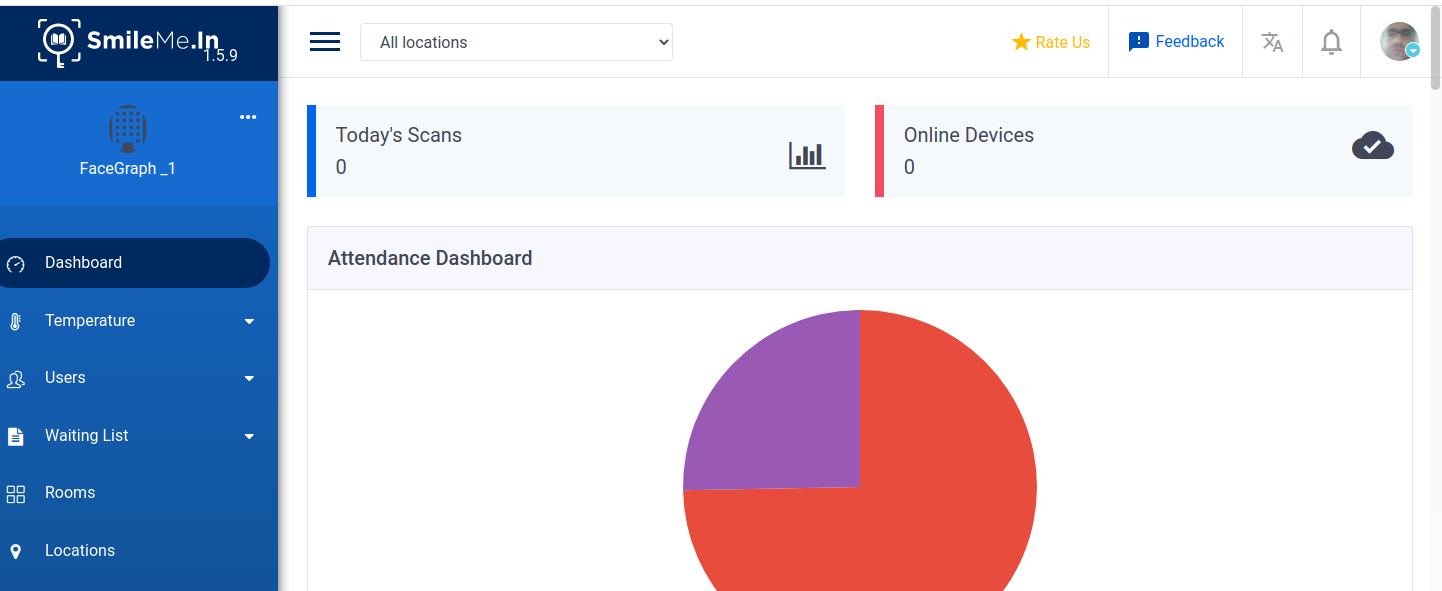 SmileMe.In
1.5.9
All locations
Rate Us
Feedback
FaceGraph _1
Dashboard
Temperature
Users
Waiting List
Rooms
Locations
Today's Scans
0
Online Devices
0
Attendance Dashboard